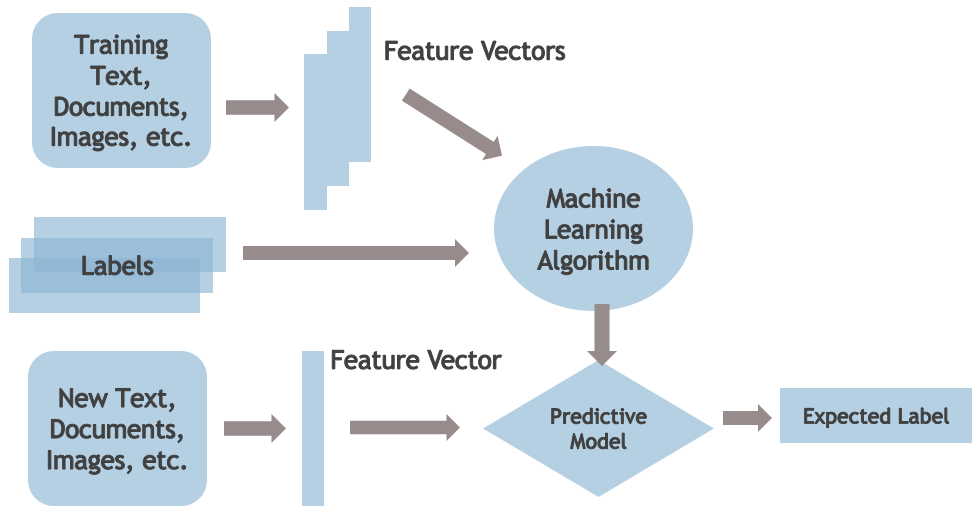 Training
Text,
Documents,
Images, etc.
Feature Vectors
Machine
Learning
Algorithm
Labels
Feature Vector
New Text,
Documents,
Images, etc.
Predictive
Model
Expected Label